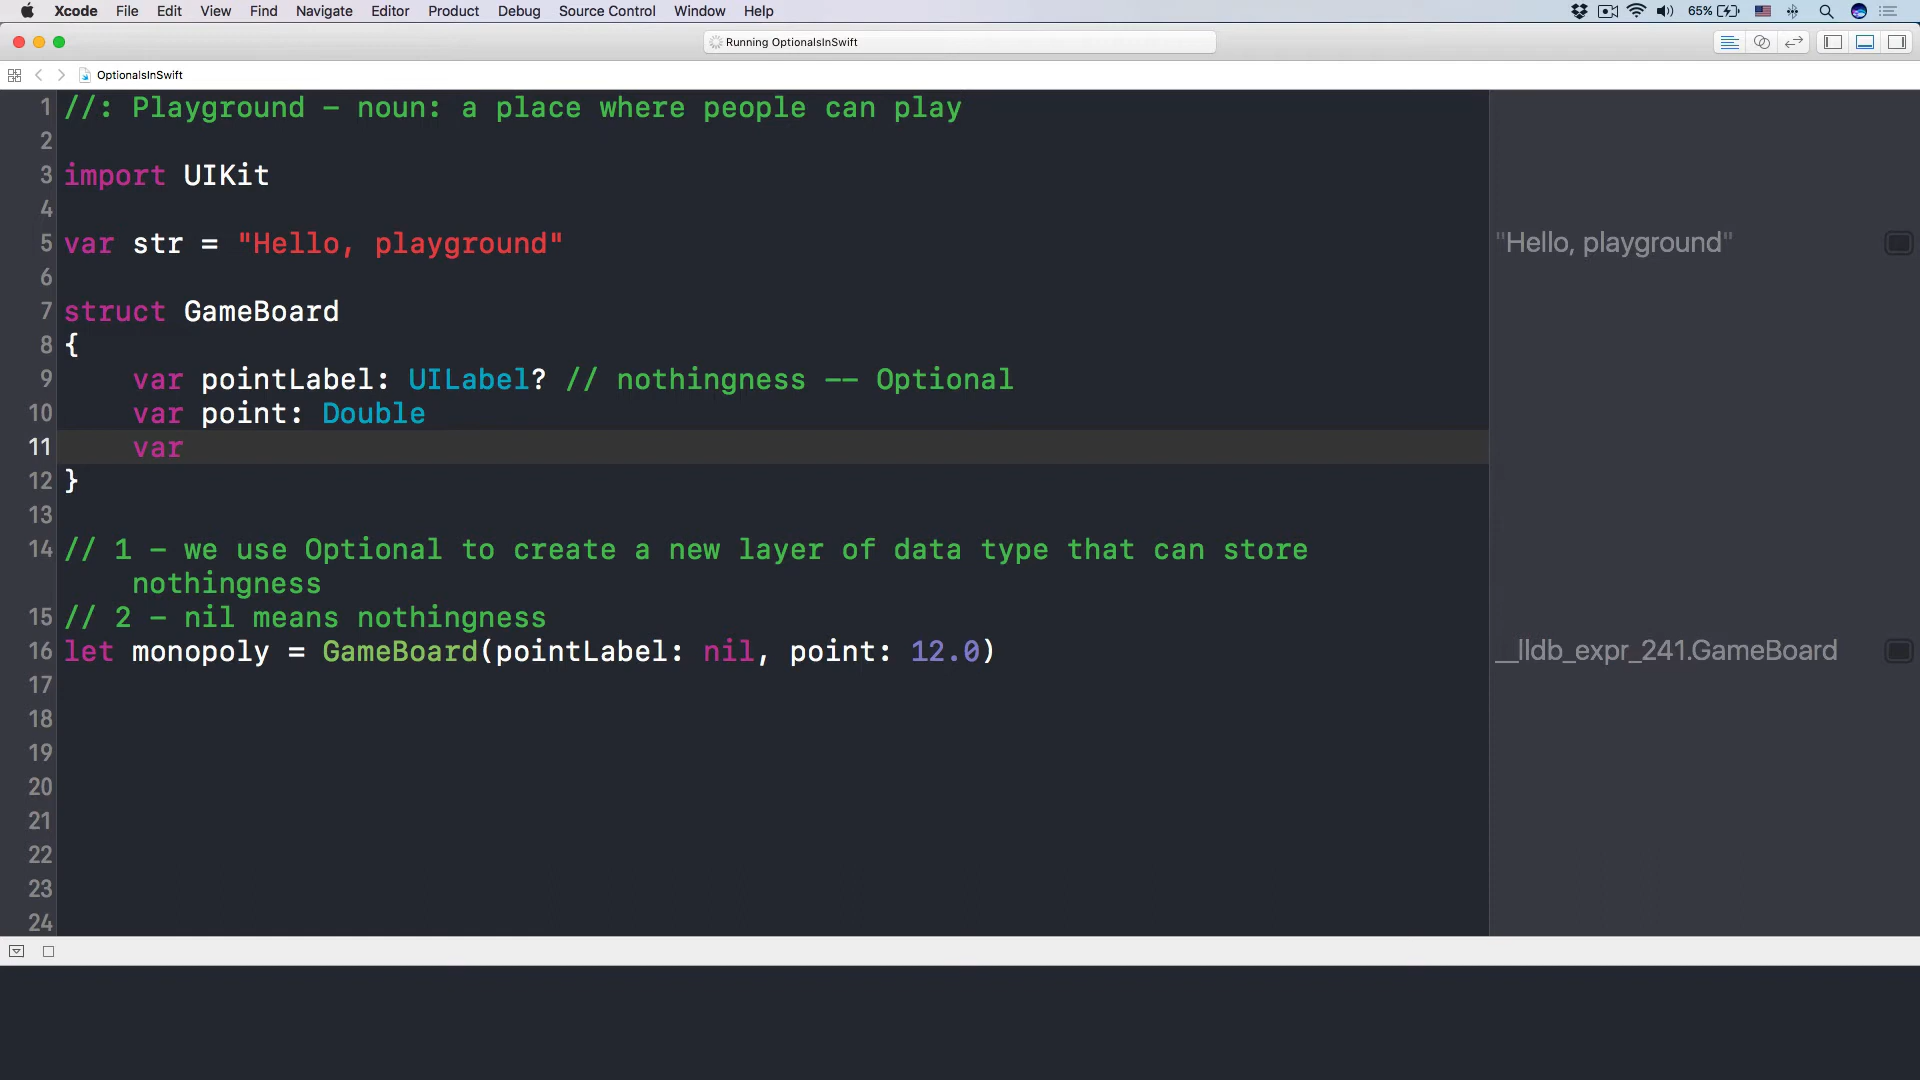 Xcode File Edit View Find Navigate Editor Product Debug Source Control Window Help 65%
Running OptionalsInSwift
OptionalsInSwift
1 //: Playground – noun: a place where people can play
2
3 import UIKit
4
5 var str = "Hello, playground" "Hello, playground"
6
7 struct GameBoard
8 {
9 var pointLabel: UILabel? // nothingness -- Optional
10 var point: Double
11 var
12 }
13
14 // 1 – we use Optional to create a new layer of data type that can store
nothingness
15 // 2 – nil means nothingness
16 let monopoly = GameBoard(pointLabel: nil, point: 12.0) __lldb_expr_241.GameBoard
17
18
19
20
21
22
23
24